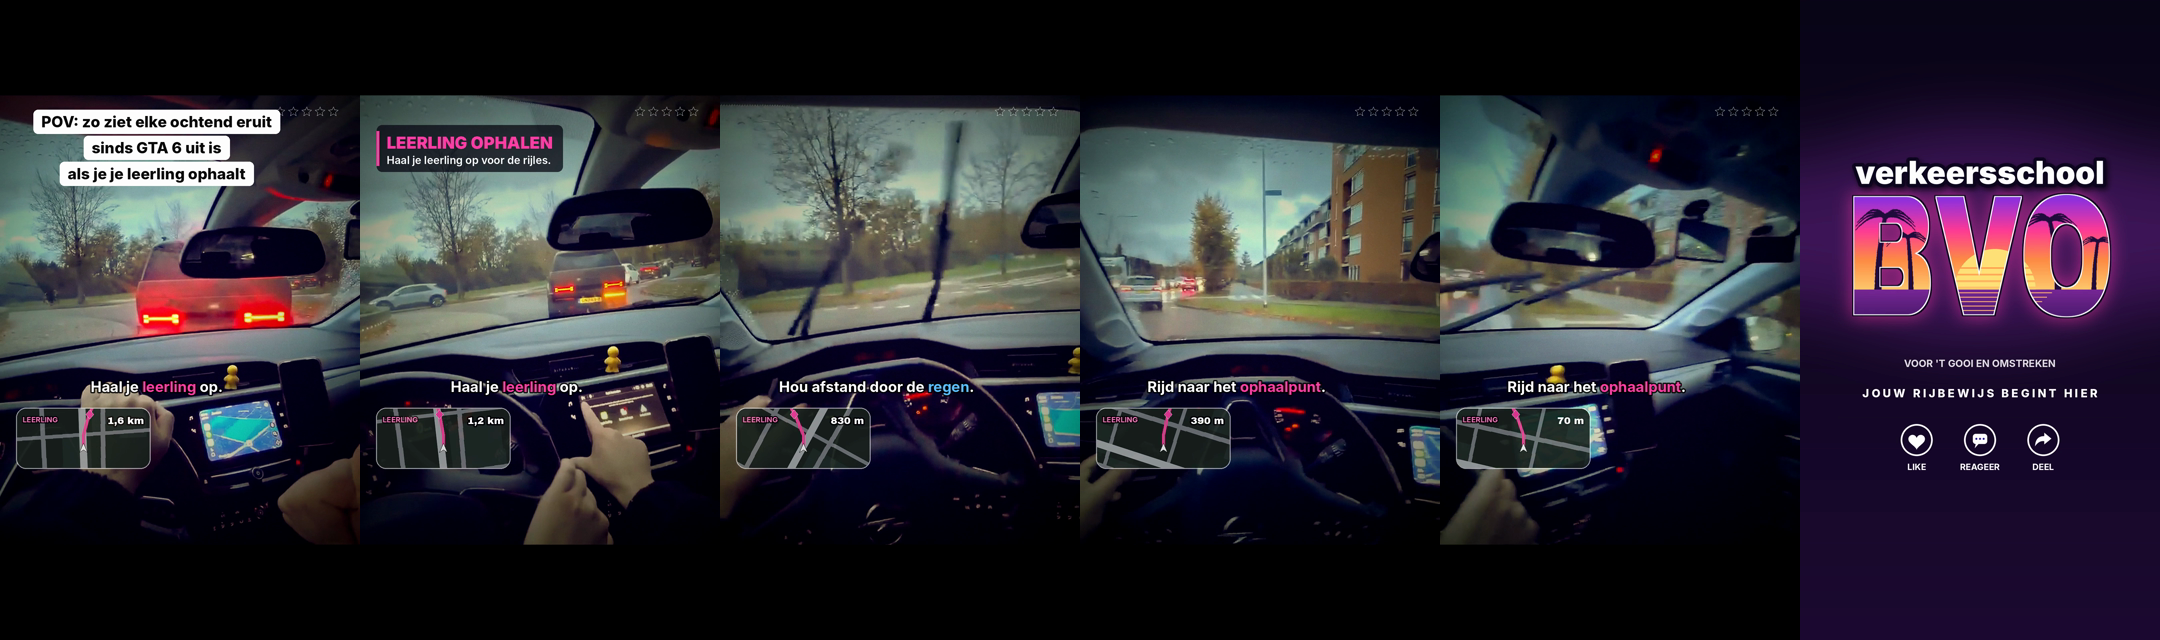 POV: zo ziet elke ochtend eruit
sinds GTA 6 uit is
als je je leerling ophaalt
Haal je leerling op.
LEERLING
1,6 km
LEERLING OPHALEN
Haal je leerling op voor de rijles.
Haal je leerling op.
LEERLING
1,2 km
Hou afstand door de regen.
LEERLING
830 m
Rijd naar het ophaalpunt.
LEERLING
390 m
Rijd naar het ophaalpunt.
LEERLING
70 m
verkeersschool
BVO
VOOR 'T GOOI EN OMSTREKEN
JOUW RIJBEWIJS BEGINT HIER
LIKE
REAGEER
DEEL